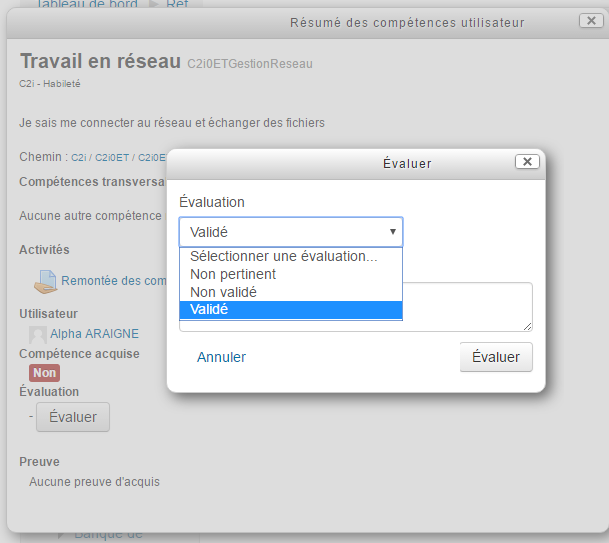 Tableau de bord ▶ Ref
Résumé des compétences utilisateur
Travail en réseau C2i0ETGestionReseau
C2i - Habileté
Je sais me connecter au réseau et échanger des fichiers
Chemin : C2i / C2i0ET / C2i0E
Évaluer
Compétences transversa
Évaluation
Aucune autre compétence
Validé
Sélectionner une évaluation...
Non pertinent
Non validé
Validé
Activités
Remontée des com
Utilisateur
Alpha ARAIGNE
Compétence acquise
Non
Annuler
Évaluer
Évaluation
- Évaluer
Preuve
Aucune preuve d'acquis
Banque de